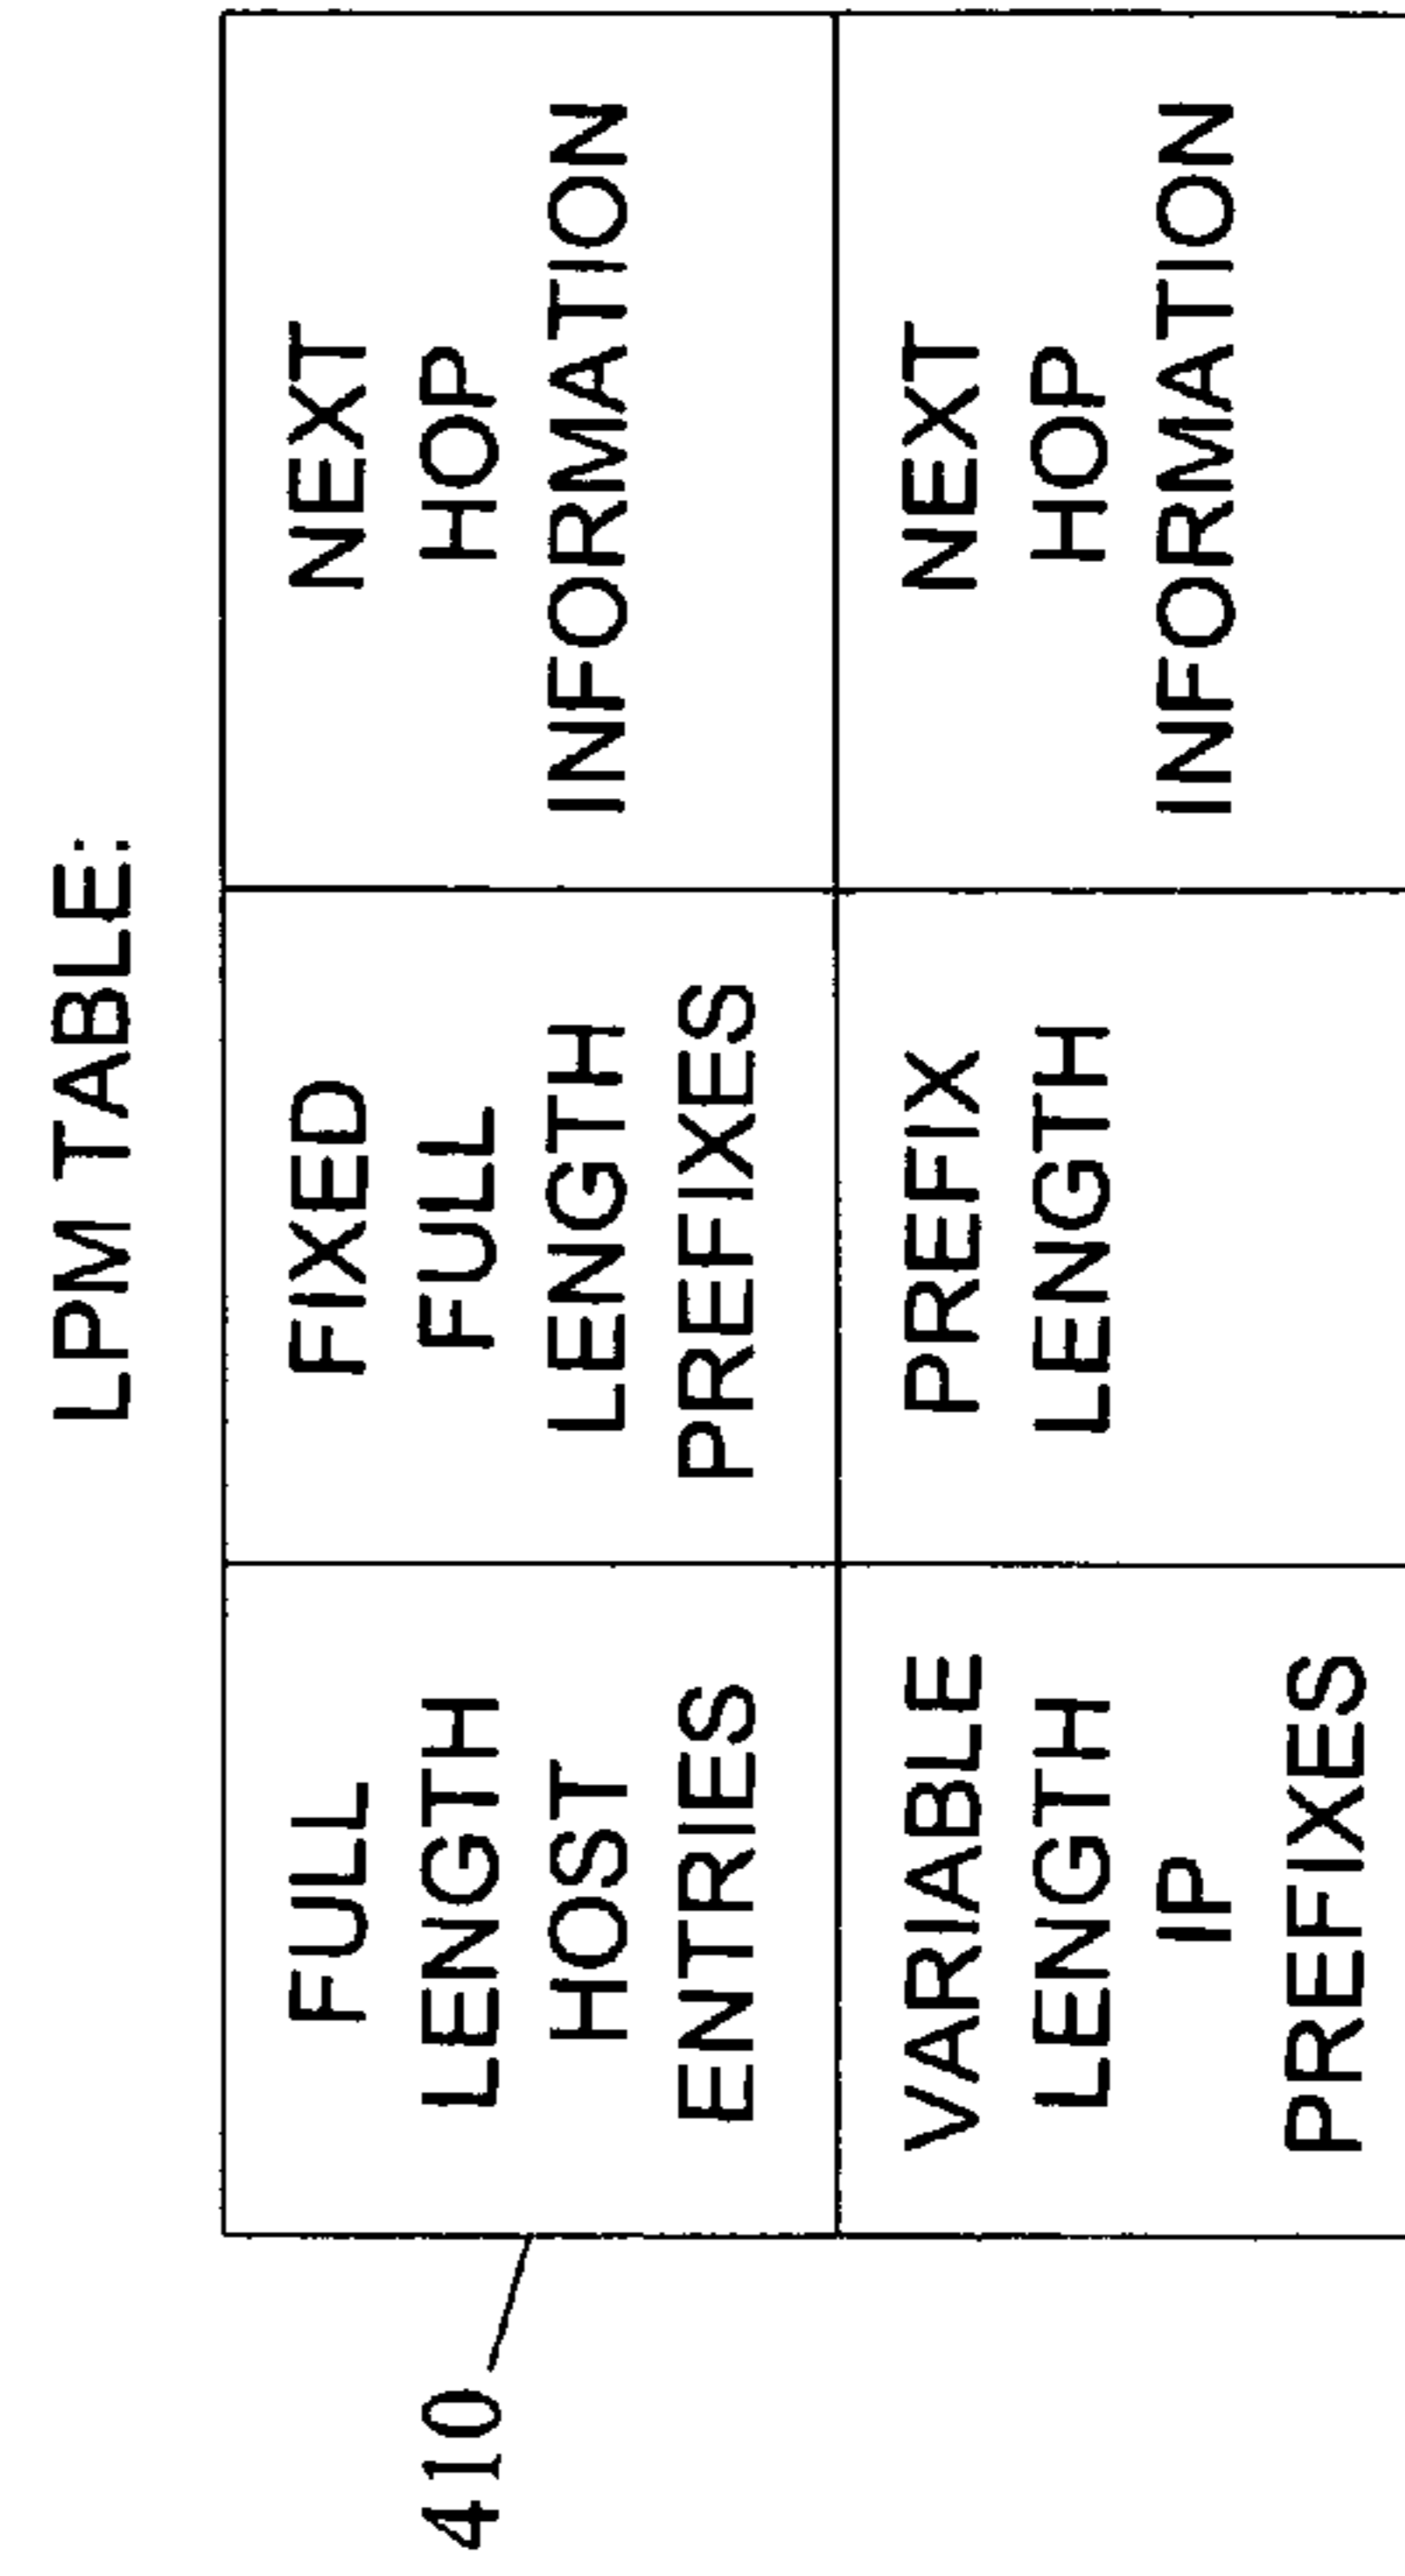 LPM TABLE:
410
FULL
LENGTH
HOST
ENTRIES
FIXED
FULL
LENGTH
PREFIXES
NEXT
HOP
INFORMATION
VARIABLE
LENGTH
IP
PREFIXES
PREFIX
LENGTH
NEXT
HOP
INFORMATION